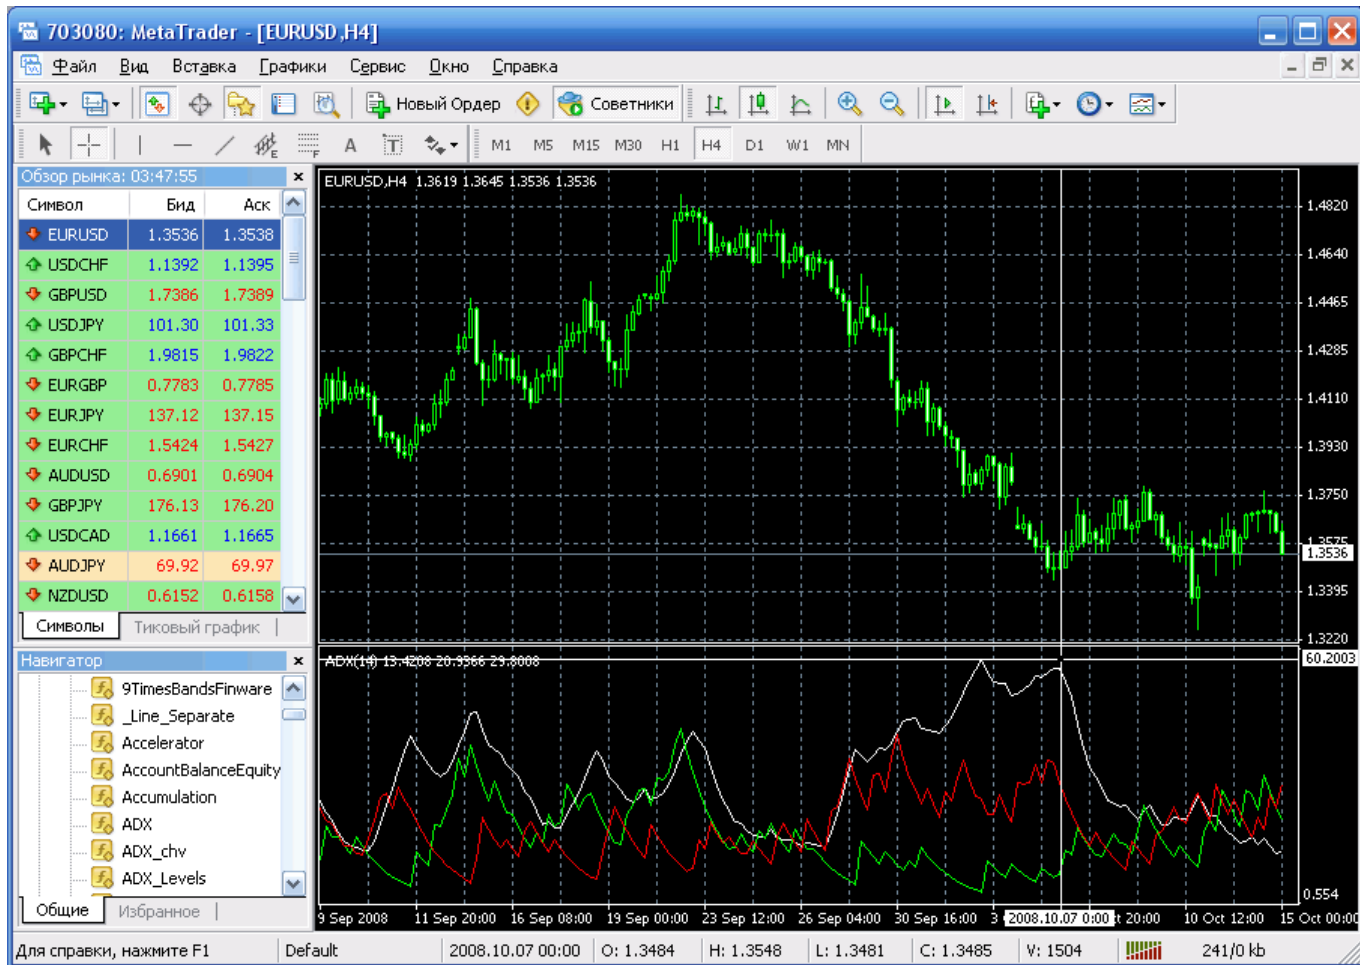 703080: MetaTrader - [EURUSD,H4]
Файл Вид Вставка Графики Сервис Окно Справка
Новый Ордер Советники
E F A T M1 M5 M15 M30 H1 H4 D1 W1 MN
Обзор рынка: 03:47:55
Символ Бид Аск
EURUSD 1.3536 1.3538
USDCHF 1.1392 1.1395
GBPUSD 1.7386 1.7389
USDJPY 101.30 101.33
GBPCHF 1.9815 1.9822
EURGBP 0.7783 0.7785
EURJPY 137.12 137.15
EURCHF 1.5424 1.5427
AUDUSD 0.6901 0.6904
GBPJPY 176.13 176.20
USDCAD 1.1661 1.1665
AUDJPY 69.92 69.97
NZDUSD 0.6152 0.6158
Символы Тиковый график
EURUSD,H4 1.3619 1.3645 1.3536 1.3536
1.4820
1.4640
1.4465
1.4285
1.4110
1.3930
1.3750
1.3575
1.3536
1.3395
1.3220
Навигатор
9TimesBandsFinware
_Line_Separate
Accelerator
AccountBalanceEquity
Accumulation
ADX
ADX_chv
ADX_Levels
Общие Избранное
ADX(14) 13.4208 20.9366 29.8008
60.2003
0.554
9 Sep 2008 11 Sep 20:00 16 Sep 08:00 19 Sep 00:00 23 Sep 12:00 26 Sep 04:00 30 Sep 16:00 3 2008.10.07 0:00 t 20:00 10 Oct 12:00 15 Oct 00:00
Для справки, нажмите F1 Default 2008.10.07 00:00 O: 1.3484 H: 1.3548 L: 1.3481 C: 1.3485 V: 1504 241/0 kb